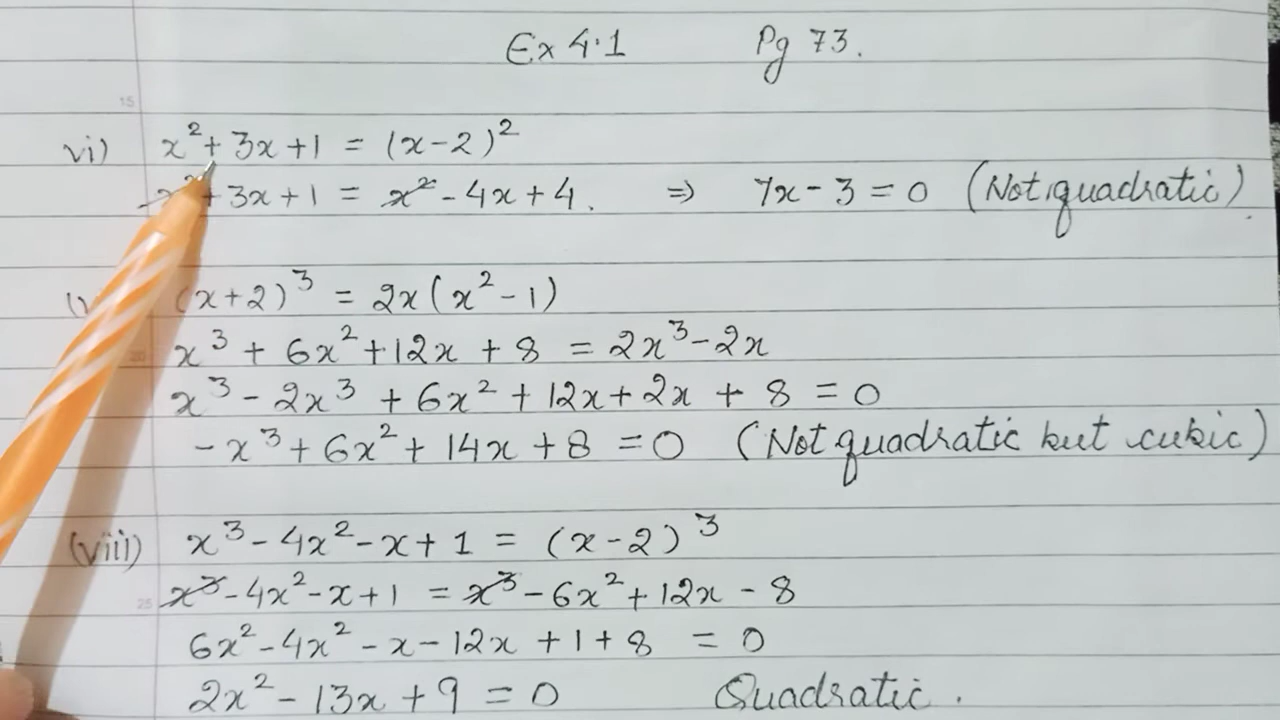 Ex 4.1 Pg 73.
15
vi) x² + 3x + 1 = (x - 2)²
x² + 3x + 1 = x² - 4x + 4. ⇒ 7x - 3 = 0 (Not quadratic).
(x + 2)³ = 2x (x² - 1)
x³ + 6x² + 12x + 8 = 2x³ - 2x
x³ - 2x³ + 6x² + 12x + 2x + 8 = 0
- x³ + 6x² + 14x + 8 = 0 (Not quadratic but cubic)
(viii) x³ - 4x² - x + 1 = (x - 2)³
25 x³ - 4x² - x + 1 = x³ - 6x² + 12x - 8
6x² - 4x² - x - 12x + 1 + 8 = 0
2x² - 13x + 9 = 0 Quadratic.